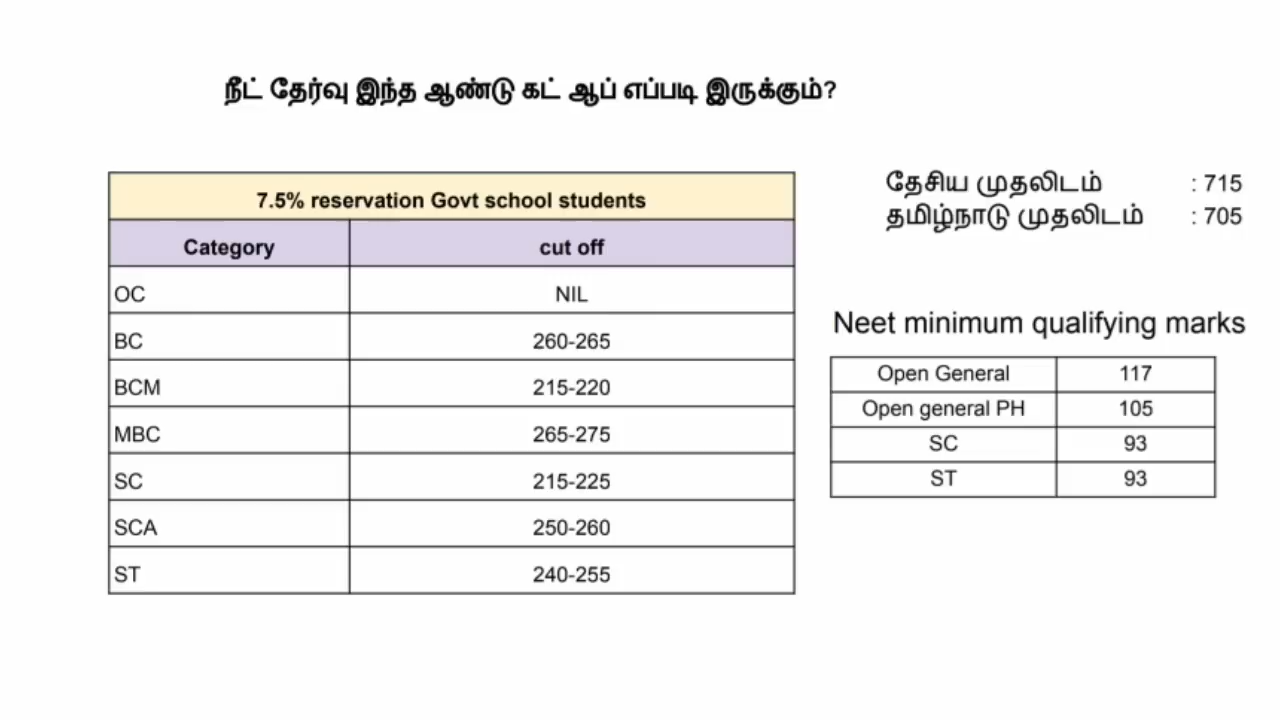 நீட் தேர்வு இந்த ஆண்டு கட் ஆப் எப்படி இருக்கும்?
7.5% reservation Govt school students
Category cut off
OC NIL
BC 260-265
BCM 215-220
MBC 265-275
SC 215-225
SCA 250-260
ST 240-255
தேசிய முதலிடம் : 715
தமிழ்நாடு முதலிடம் : 705
Neet minimum qualifying marks
Open General 117
Open general PH 105
SC 93
ST 93